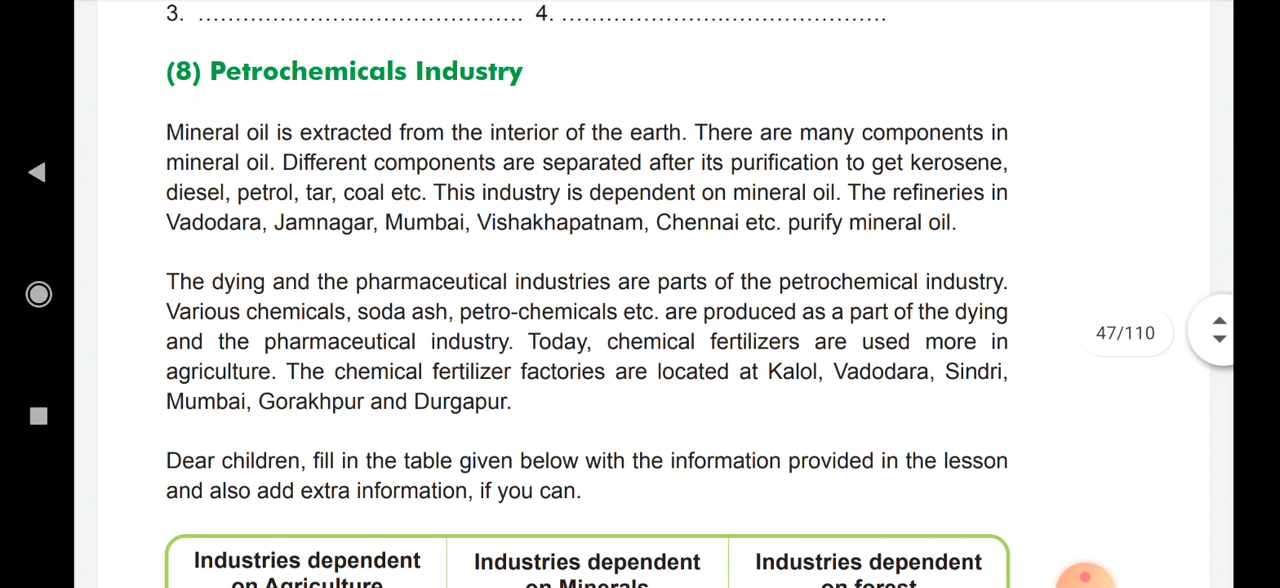 3. ........................................ 4. ........................................
(8) Petrochemicals Industry
Mineral oil is extracted from the interior of the earth. There are many components in
mineral oil. Different components are separated after its purification to get kerosene,
diesel, petrol, tar, coal etc. This industry is dependent on mineral oil. The refineries in
Vadodara, Jamnagar, Mumbai, Vishakhapatnam, Chennai etc. purify mineral oil.
The dying and the pharmaceutical industries are parts of the petrochemical industry.
Various chemicals, soda ash, petro-chemicals etc. are produced as a part of the dying
and the pharmaceutical industry. Today, chemical fertilizers are used more in
agriculture. The chemical fertilizer factories are located at Kalol, Vadodara, Sindri,
Mumbai, Gorakhpur and Durgapur.
47/110
Dear children, fill in the table given below with the information provided in the lesson
and also add extra information, if you can.
Industries dependent
on Agriculture
Industries dependent
on Minerals
Industries dependent
on forest